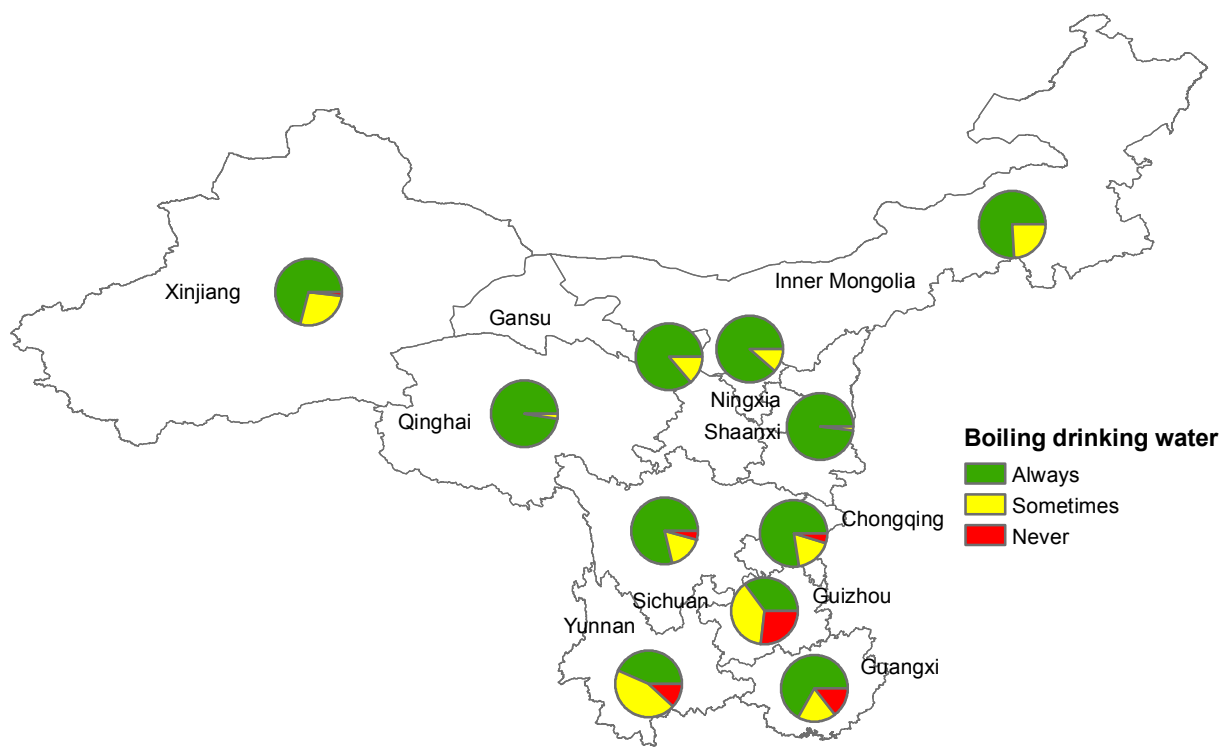 Xinjiang
Inner Mongolia
Gansu
Qinghai
Ningxia
Shaanxi
Boiling drinking water
Always
Sometimes
Never
Chongqing
Sichuan
Guizhou
Yunnan
Guangxi